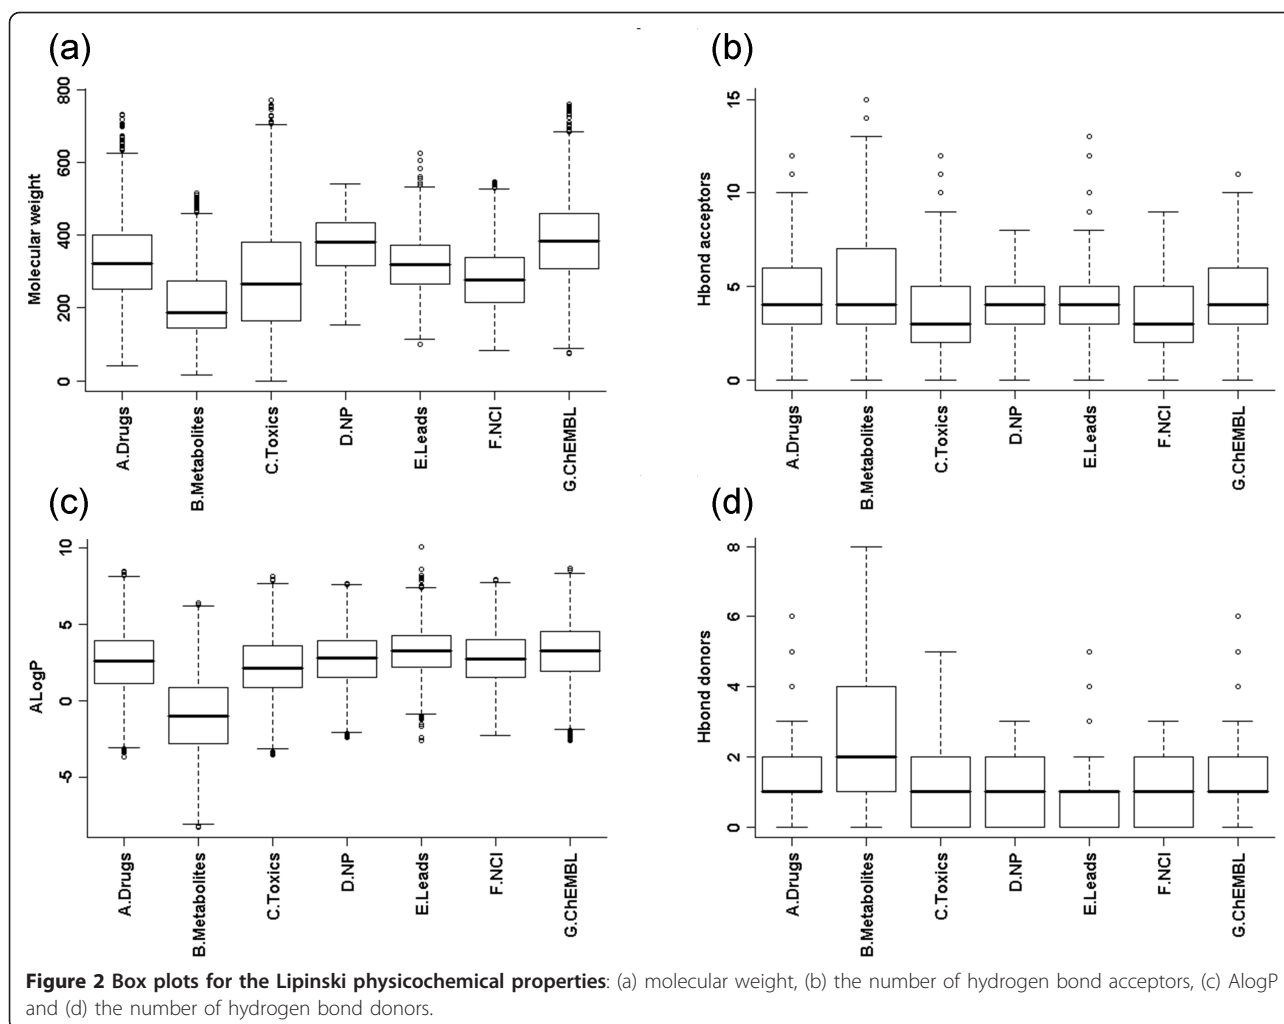 (a)
Molecular weight
800
600
400
200
0
A.Drugs
B.Metabolites
C.Toxics
D.NP
E.Leads
F.NCI
G.ChEMBL
(b)
Hbond acceptors
15
10
5
0
A.Drugs
B.Metabolites
C.Toxics
D.NP
E.Leads
F.NCI
G.ChEMBL
(c)
ALogP
10
5
0
-5
A.Drugs
B.Metabolites
C.Toxics
D.NP
E.Leads
F.NCI
G.ChEMBL
(d)
Hbond donors
8
6
4
2
0
A.Drugs
B.Metabolites
C.Toxics
D.NP
E.Leads
F.NCI
G.ChEMBL
Figure 2 Box plots for the Lipinski physicochemical properties: (a) molecular weight, (b) the number of hydrogen bond acceptors, (c) AlogP
and (d) the number of hydrogen bond donors.